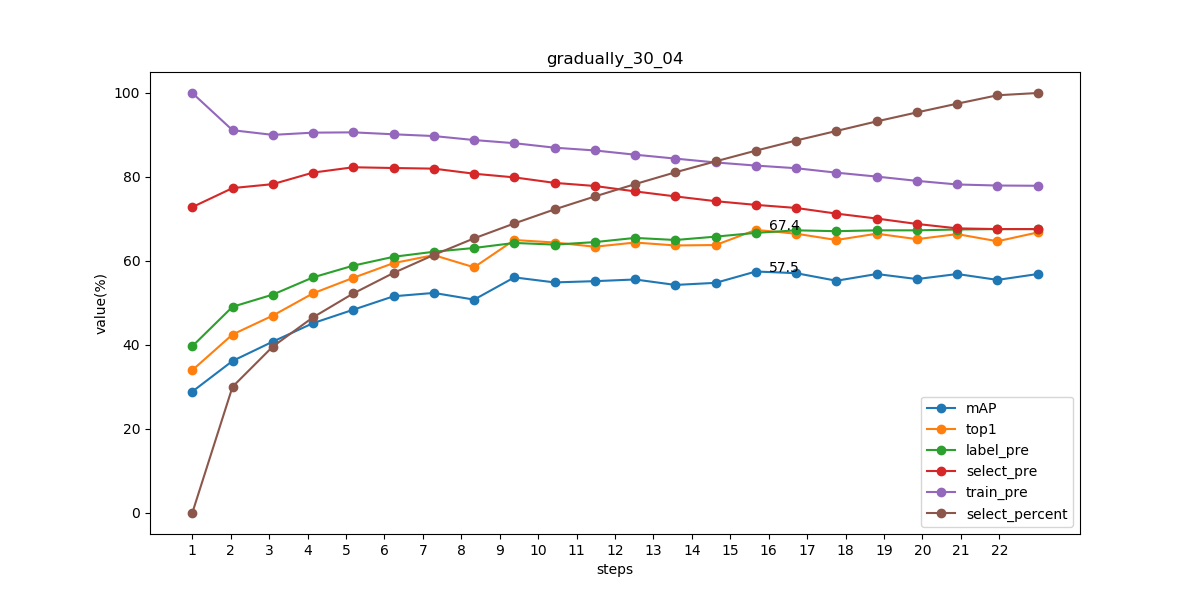 gradually_30_04
100
80
60
40
20
0
value(%)
67.4
57.5
mAP
top1
label_pre
select_pre
train_pre
select_percent
1 2 3 4 5 6 7 8 9 10 11 12 13 14 15 16 17 18 19 20 21 22
steps